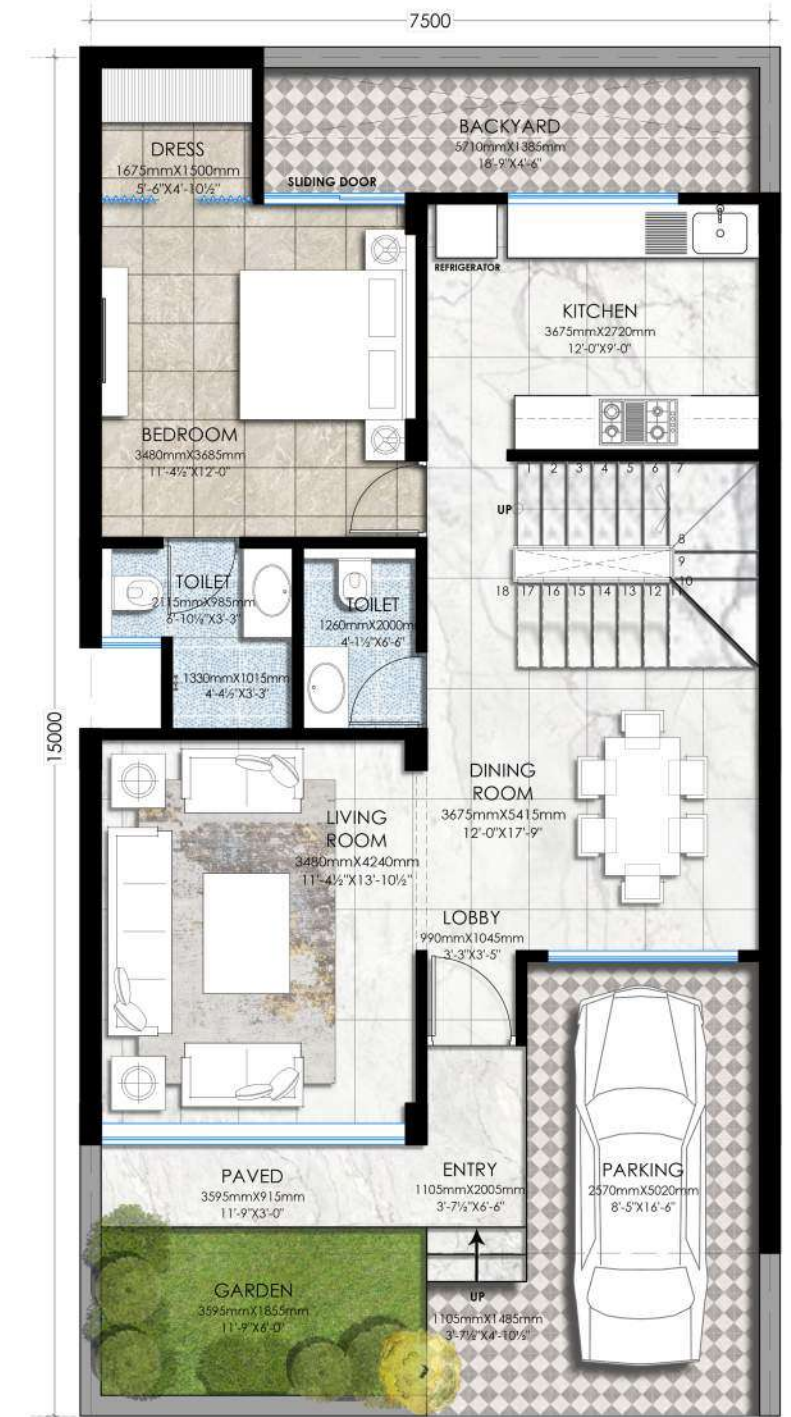 7500
BACKYARD
5710mmX1385mm
18'-9"X4'-6"
DRESS
1675mmX1500mm
5'-6"X4'-10½"
SLIDING DOOR
REFRIGERATOR
KITCHEN
3675mmX2720mm
12'-0"X9'-0"
BEDROOM
3480mmX3685mm
11'-4½"X12'-0"
1 2 3 4 5 6 7
UP
8
9
10
18 17 16 15 14 13 12 11
TOILET
2115mmX985mm
6'-10½"X3'-3"
TOILET
1260mmX2000m
4'-1½"X6'-6"
1330mmX1015mm
4'-4½"X3'-3"
15000
DINING
ROOM
3675mmX5415mm
12'-0"X17'-9"
LIVING
ROOM
3480mmX4240mm
11'-4½"X13'-10½"
LOBBY
990mmX1045mm
3'-3"X3'-5"
PAVED
3595mmX915mm
11'-9"X3'-0"
ENTRY
1105mmX2005mm
3'-7½"X6'-6"
PARKING
2570mmX5020mm
8'-5"X16'-6"
GARDEN
3595mmX1855mm
11'-9"X6'-0"
UP
1105mmX1485mm
3'-7½"X4'-10½"